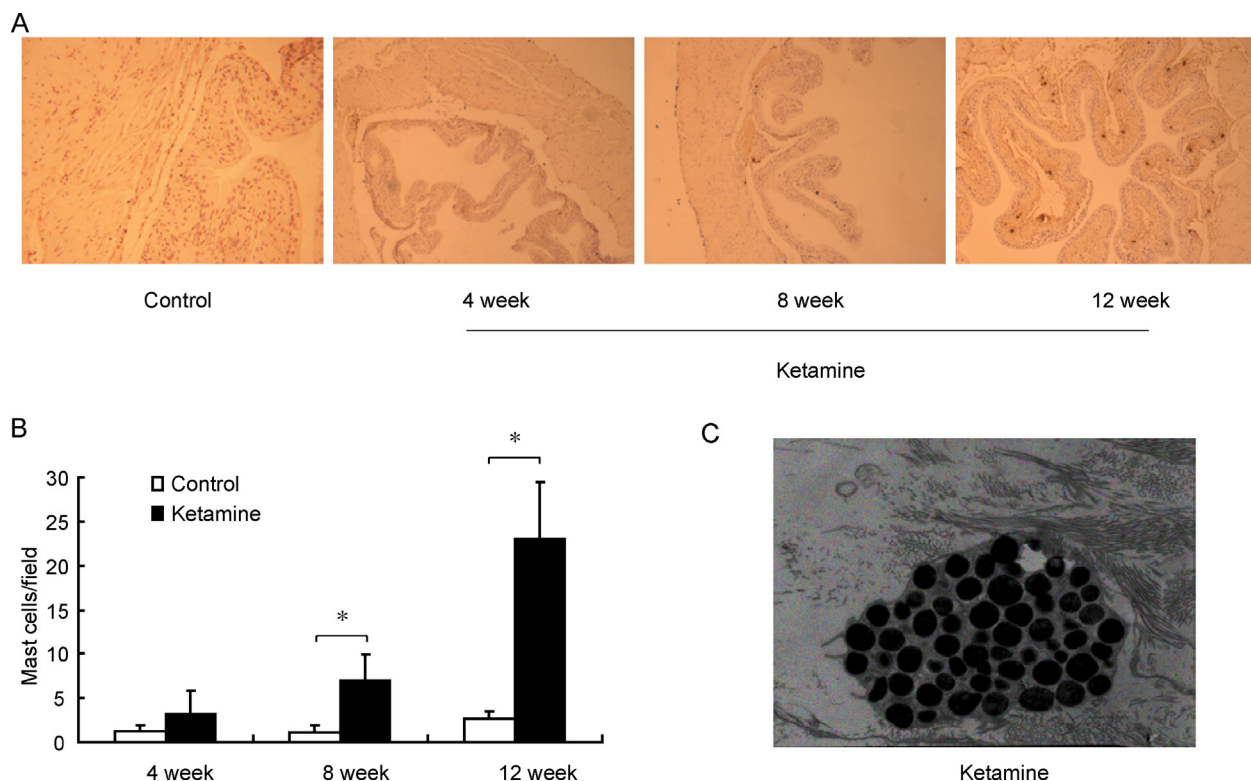 A
Control
4 week
8 week
12 week
Ketamine
B
Mast cells/field
30
25
20
15
10
5
0
Control
Ketamine
*
*
4 week
8 week
12 week
C
Ketamine